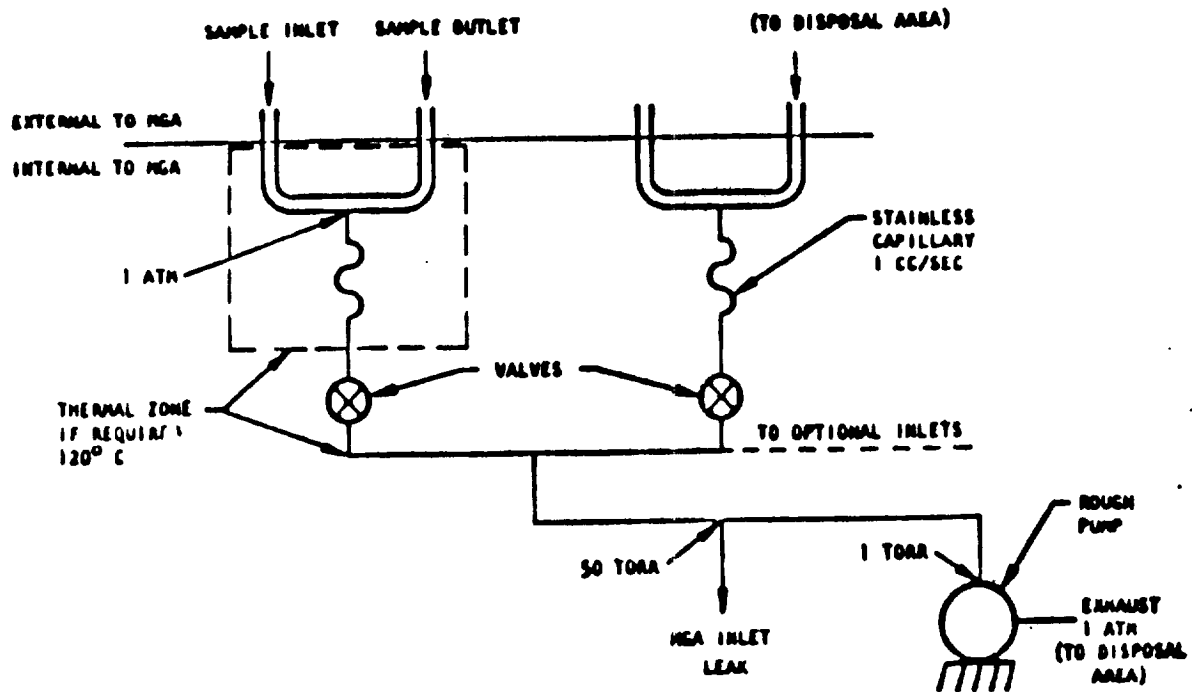 SAMPLE INLET
SAMPLE OUTLET
(TO DISPOSAL AREA)
EXTERNAL TO MGA
INTERNAL TO MGA
1 ATM
STAINLESS
CAPILLARY
1 CC/SEC
VALVES
THERMAL ZONE
IF
120° C
TO OPTIONAL INLETS
50 TORR
1 TORR
ROUGH
PUMP
MGA INLET
LEAK
EXHAUST
1 ATM
(TO DISPOSAL
AREA)